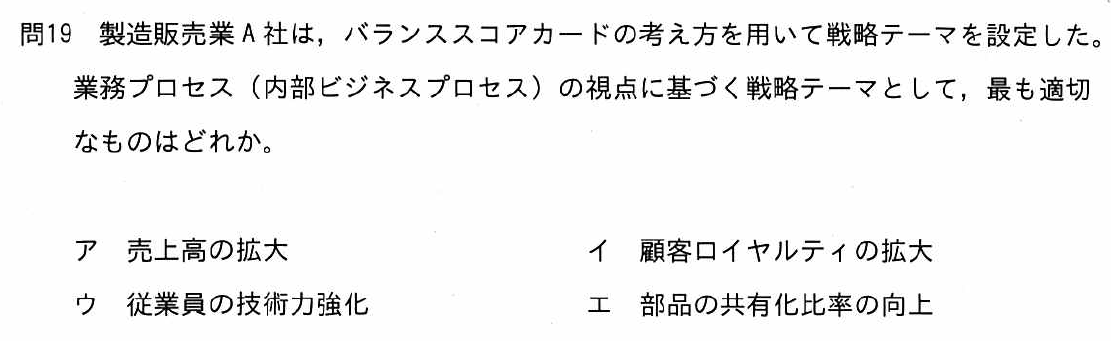 問19 製造販売業A社は，バランススコアカードの考え方を用いて戦略テーマを設定した。
業務プロセス（内部ビジネスプロセス）の視点に基づく戦略テーマとして，最も適切
なものはどれか。
ア 売上高の拡大 イ 顧客ロイヤルティの拡大
ウ 従業員の技術力強化 エ 部品の共有化比率の向上